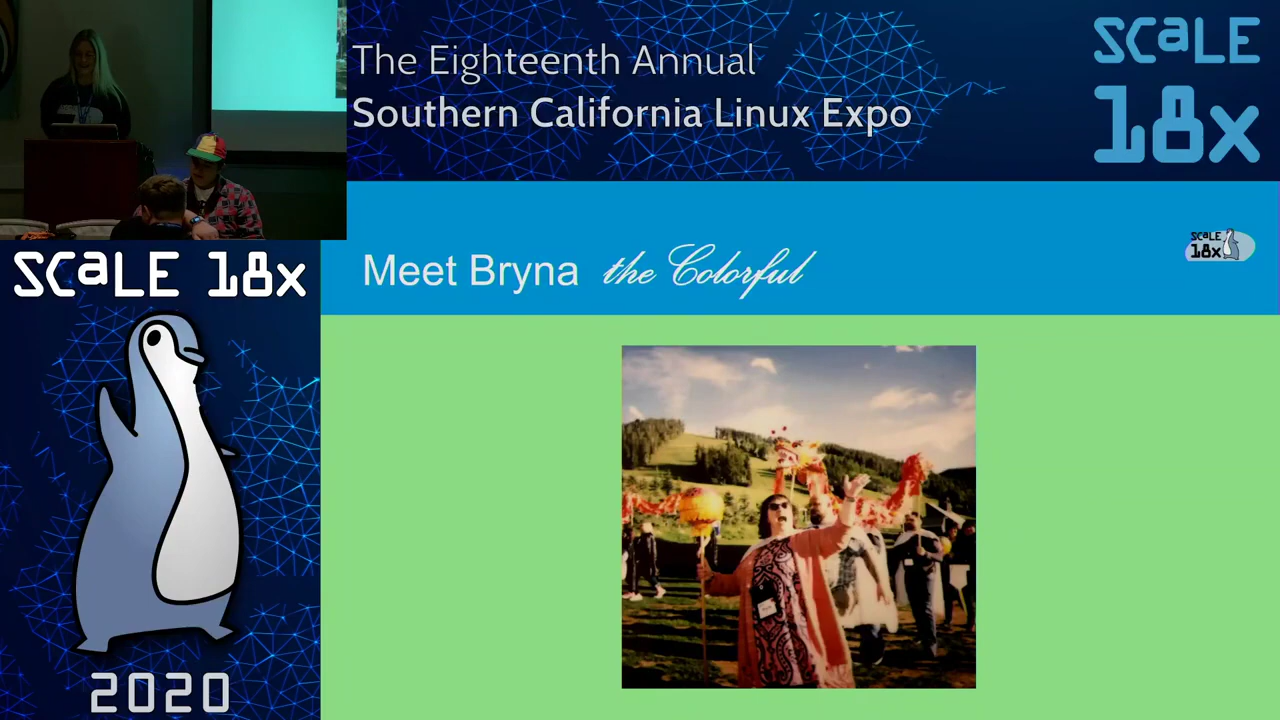 The Eighteenth Annual
Southern California Linux Expo
SCaLE
18x
Meet Bryna the Colorful
SCaLE
18x
SCaLE 18x
2020